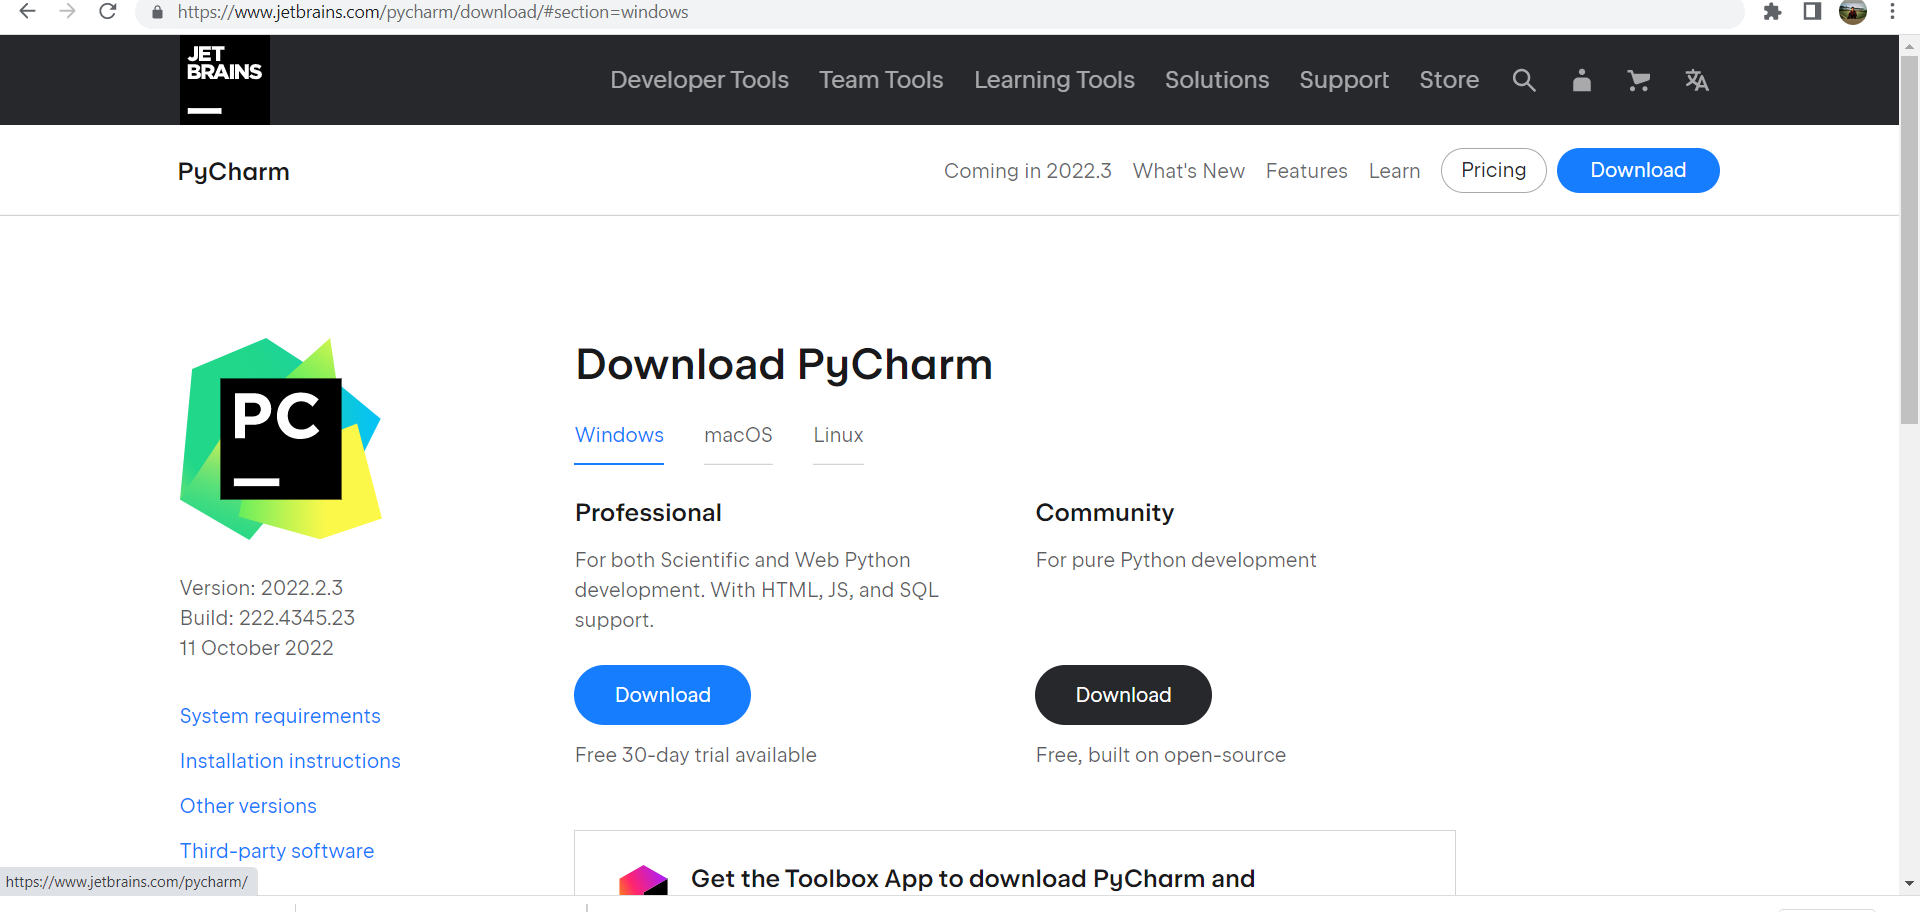 https://www.jetbrains.com/pycharm/download/#section=windows
JET
BRAINS
Developer Tools Team Tools Learning Tools Solutions Support Store
PyCharm
Coming in 2022.3 What's New Features Learn Pricing Download
PC
Download PyCharm
Windows macOS Linux
Professional
For both Scientific and Web Python
development. With HTML, JS, and SQL
support.
Download
Free 30-day trial available
Community
For pure Python development
Download
Free, built on open-source
Version: 2022.2.3
Build: 222.4345.23
11 October 2022
System requirements
Installation instructions
Other versions
Third-party software
Get the Toolbox App to download PyCharm and
https://www.jetbrains.com/pycharm/